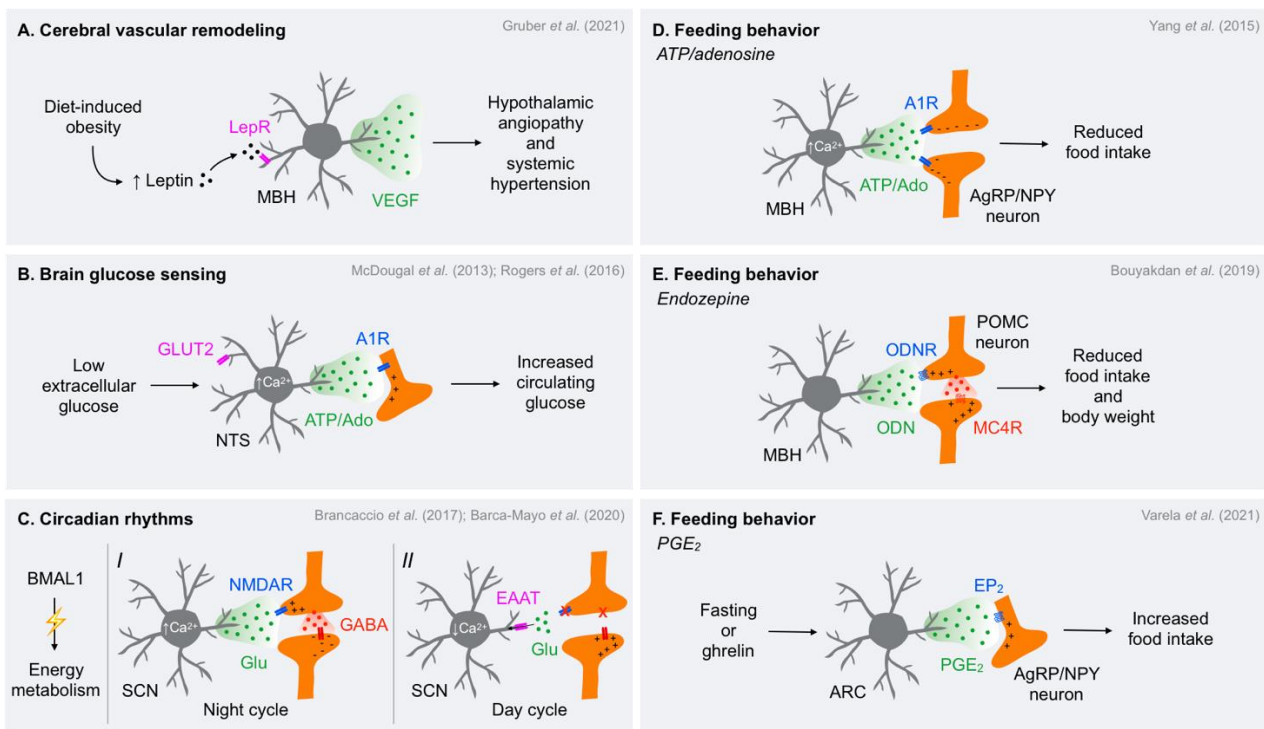 A. Cerebral vascular remodeling
Gruber et al. (2021)
Diet-induced
obesity
↑ Leptin
LepR
MBH
VEGF
Hypothalamic
angiopathy
and
systemic
hypertension
B. Brain glucose sensing
McDougal et al. (2013); Rogers et al. (2016)
Low
extracellular
glucose
GLUT2
↑Ca²⁺
NTS
ATP/Ado
A1R
Increased
circulating
glucose
C. Circadian rhythms
Brancaccio et al. (2017); Barca-Mayo et al. (2020)
BMAL1
Energy
metabolism
I
↑Ca²⁺
SCN
NMDAR
Glu
GABA
Night cycle
II
↓Ca²⁺
SCN
EAAT
Glu
X
X
Day cycle
D. Feeding behavior
Yang et al. (2015)
ATP/adenosine
↑Ca²⁺
MBH
A1R
ATP/Ado
AgRP/NPY
neuron
Reduced
food intake
E. Feeding behavior
Bouyakdan et al. (2019)
Endozepine
MBH
ODNR
ODN
POMC
neuron
MC4R
Reduced
food intake
and
body weight
F. Feeding behavior
Varela et al. (2021)
PGE₂
Fasting
or
ghrelin
ARC
EP₂
PGE₂
AgRP/NPY
neuron
Increased
food intake